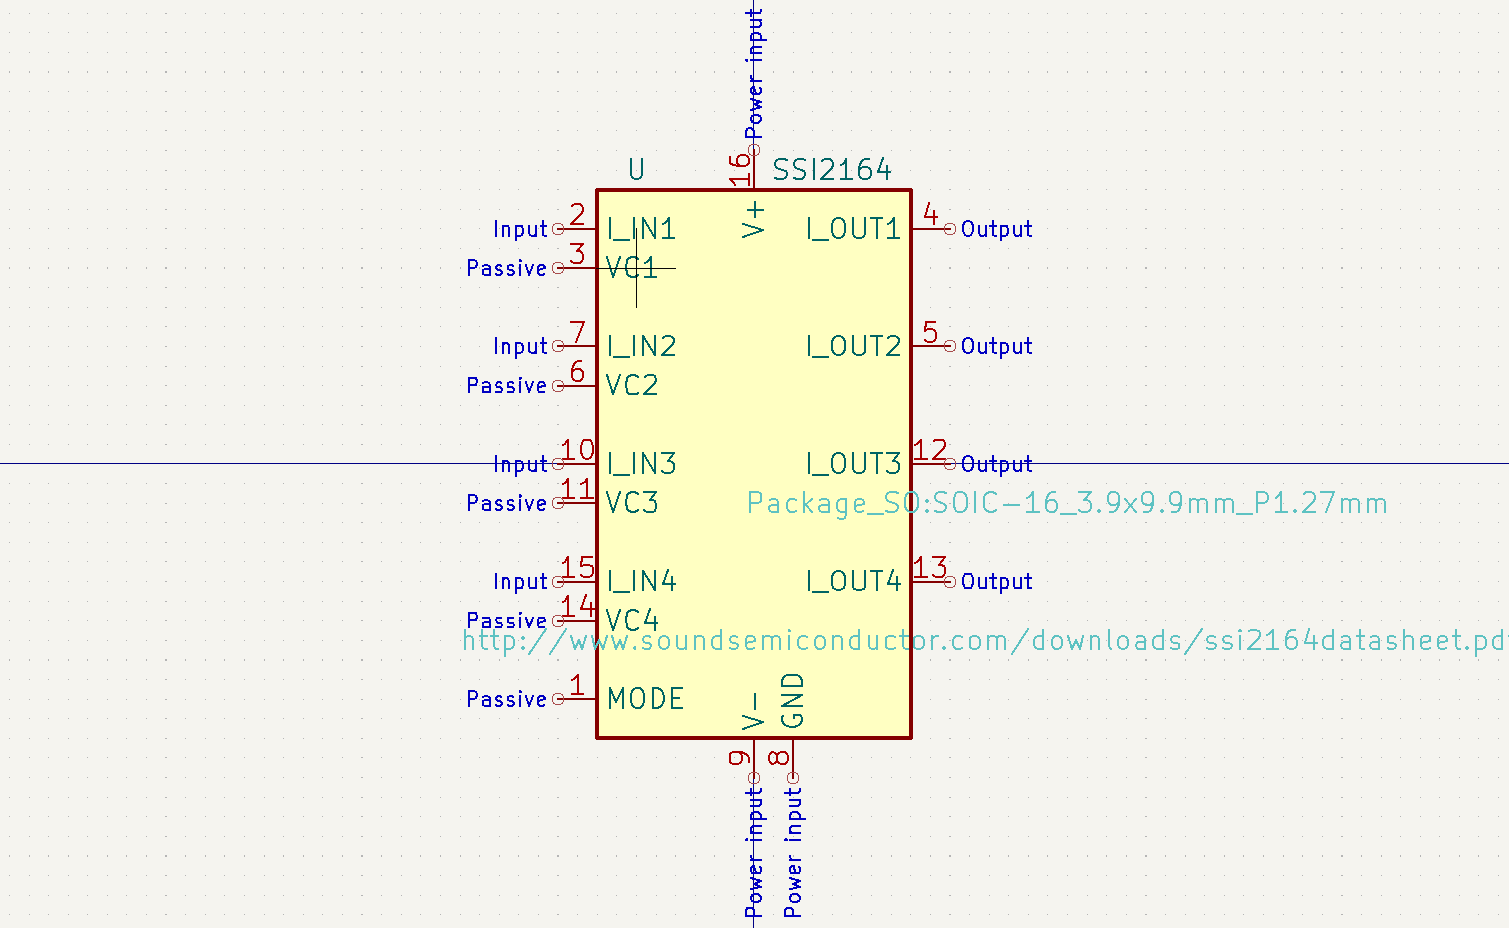 Power input
16
U
SSI2164
V+
Input 2 I_IN1
I_OUT1 4 Output
Passive 3 VC1
Input 7 I_IN2
I_OUT2 5 Output
Passive 6 VC2
Input 10 I_IN3
I_OUT3 12 Output
Passive 11 VC3
Package_SO:SOIC-16_3.9x9.9mm_P1.27mm
Input 15 I_IN4
I_OUT4 13 Output
Passive 14 VC4
http://www.soundsemiconductor.com/downloads/ssi2164datasheet.pd
Passive 1 MODE
V-
GND
9
8
Power input
Power input